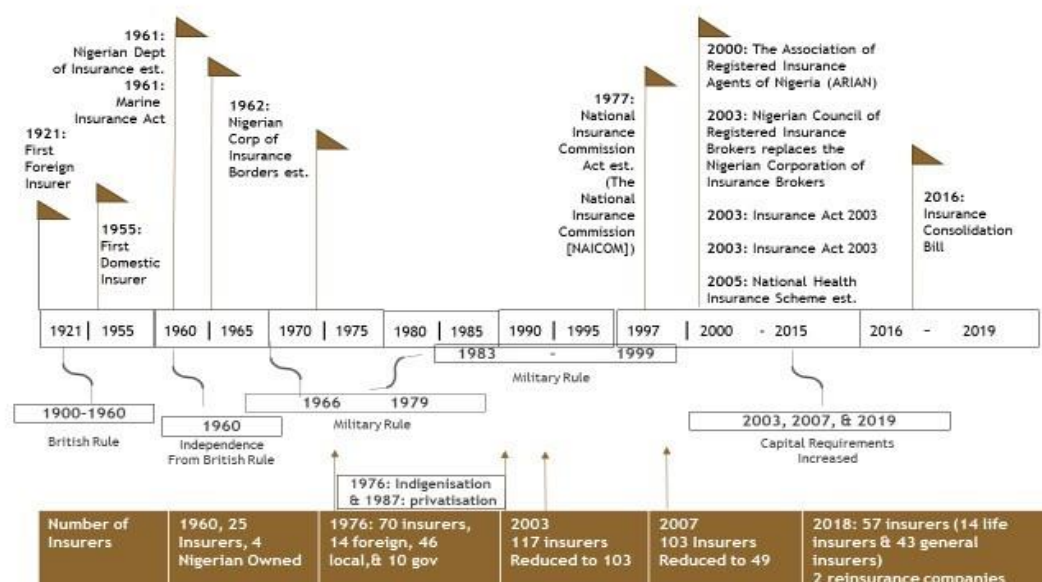 1961:
Nigerian Dept
of Insurance est.
1961:
Marine
Insurance Act
1921:
First
Foreign
Insurer
1955:
First
Domestic
Insurer
1962:
Nigerian
Corp of
Insurance
Borders est.
1977:
National
Insurance
Commission
Act est.
(The
National
Insurance
Commission
[NAICOM])
2000: The Association of
Registered Insurance
Agents of Nigeria (ARIAN)
2003: Nigerian Council of
Registered Insurance
Brokers replaces the
Nigerian Corporation of
Insurance Brokers
2003: Insurance Act 2003
2003: Insurance Act 2003
2005: National Health
Insurance Scheme est.
2016:
Insurance
Consolidation
Bill
1921 | 1955 1960 | 1965 1970 | 1975 1980 | 1985 1990 | 1995 1997 | 2000 - 2015 2016 - 2019
1983 - 1999
Military Rule
1900-1960
British Rule
1960
Independence
From British Rule
1966 1979
Military Rule
2003, 2007, & 2019
Capital Requirements
Increased
1976: Indigenisation
& 1987: privatisation
Number of
Insurers
1960, 25
Insurers, 4
Nigerian Owned
1976: 70 insurers,
14 foreign, 46
local,& 10 gov
2003
117 insurers
Reduced to 103
2007
103 Insurers
Reduced to 49
2018: 57 insurers (14 life
insurers & 43 general
insurers)
2 reinsurance companies